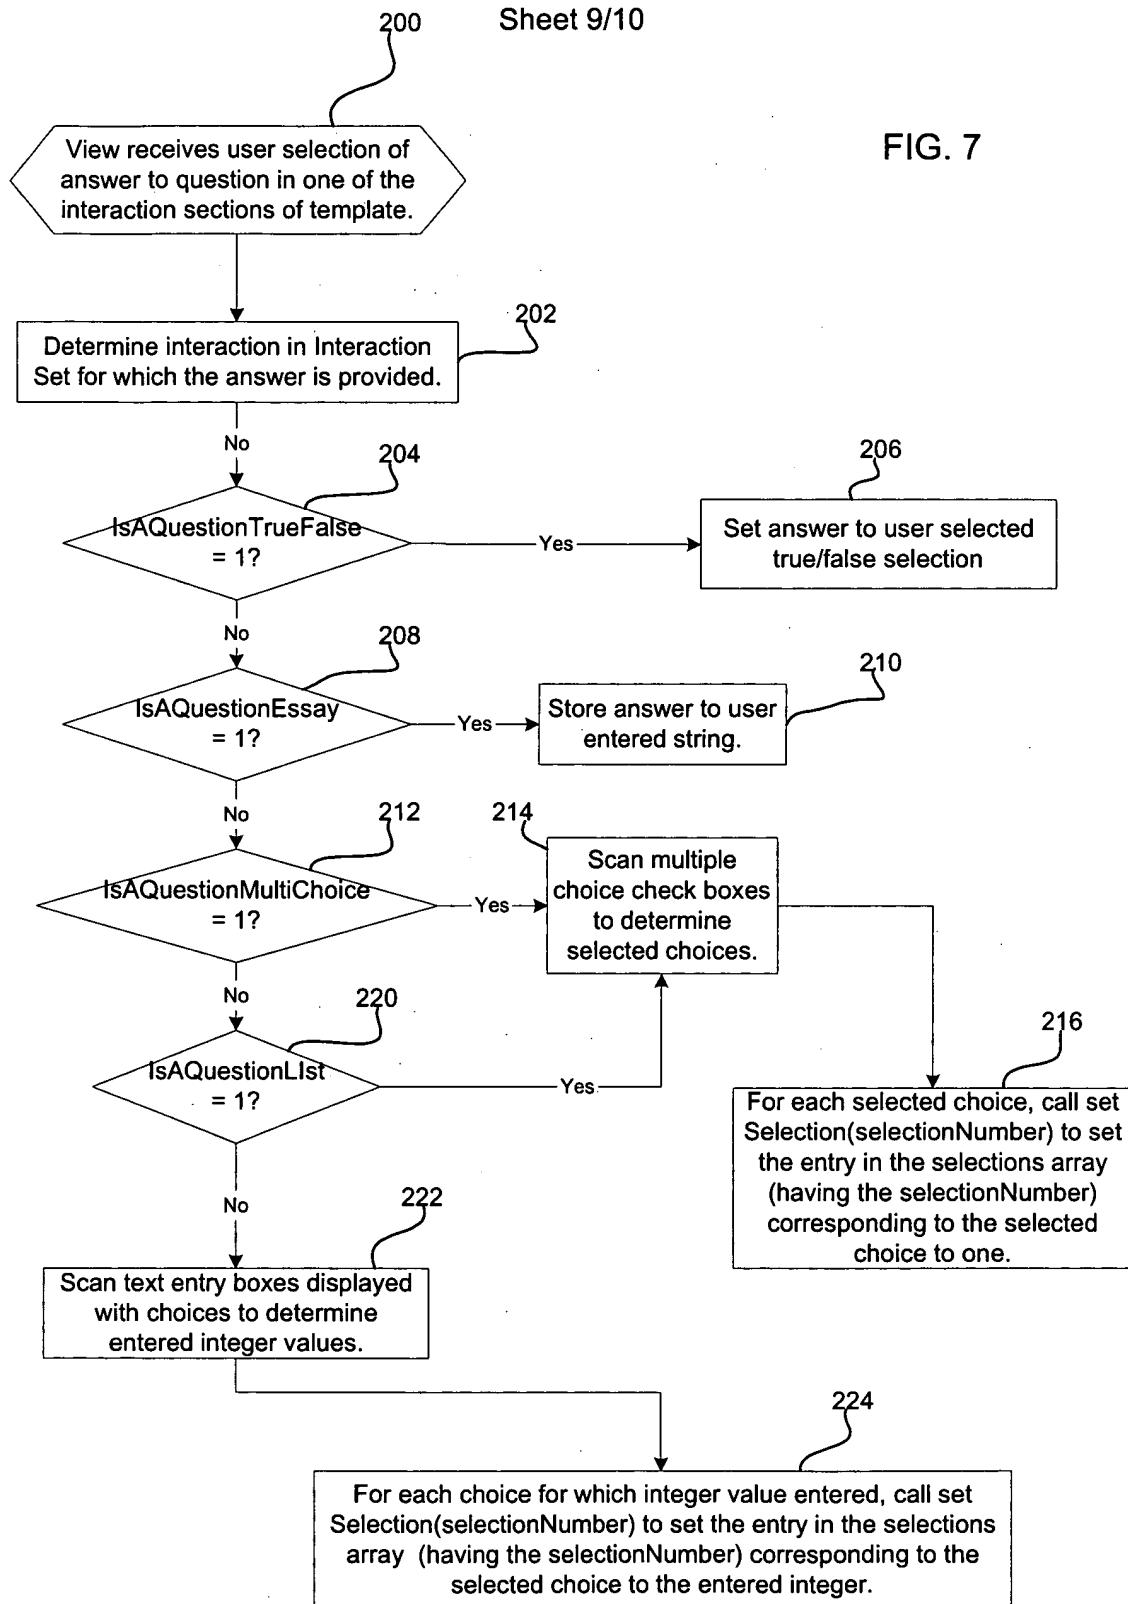 Sheet 9/10
200
FIG. 7
View receives user selection of
answer to question in one of the
interaction sections of template.
202
Determine interaction in Interaction
Set for which the answer is provided.
No
204
IsAQuestionTrueFalse
= 1?
Yes
206
Set answer to user selected
true/false selection
No
208
IsAQuestionEssay
= 1?
Yes
210
Store answer to user
entered string.
No
212
IsAQuestionMultiChoice
= 1?
Yes
214
Scan multiple
choice check boxes
to determine
selected choices.
No
220
IsAQuestionLIst
= 1?
Yes
216
For each selected choice, call set
Selection(selectionNumber) to set
the entry in the selections array
(having the selectionNumber)
corresponding to the selected
choice to one.
No
222
Scan text entry boxes displayed
with choices to determine
entered integer values.
224
For each choice for which integer value entered, call set
Selection(selectionNumber) to set the entry in the selections
array (having the selectionNumber) corresponding to the
selected choice to the entered integer.